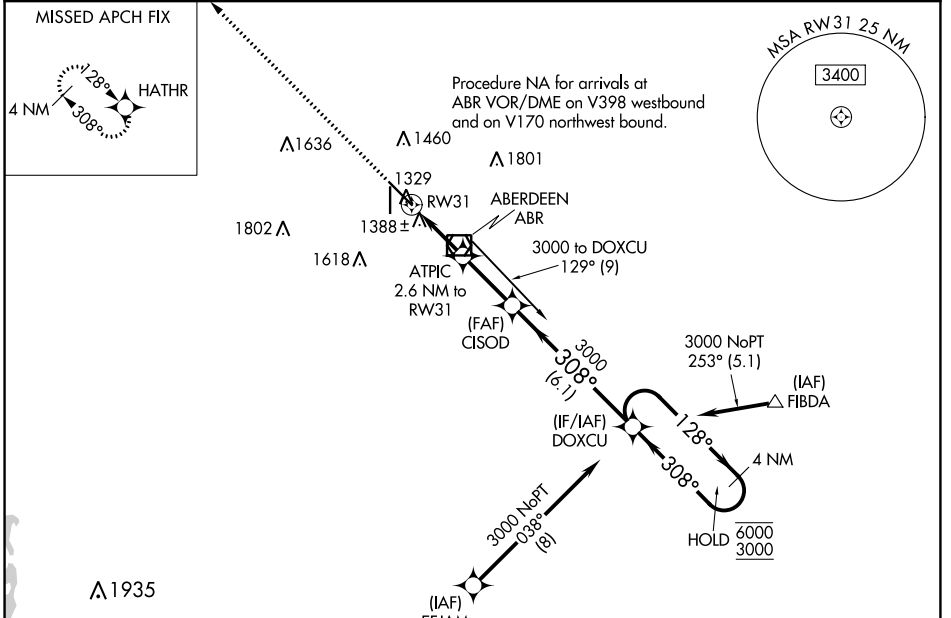 MISSED APCH FIX
128°
HATHR
4 NM
308°
Procedure NA for arrivals at
ABR VOR/DME on V398 westbound
and on V170 northwest bound.
MSA RW31 25 NM
3400
1636
1460
1801
1329
RW31
1388±
1802
1618
ABERDEEN
ABR
3000 to DOXCU
129° (9)
ATPIC
2.6 NM to
RW31
(FAF)
CISOD
3000
308°
(6.1)
3000 NoPT
253° (5.1)
(IAF)
FIBDA
(IF/IAF)
DOXCU
128°
308°
4 NM
HOLD
6000
3000
3000 NoPT
038°
(8)
1935
(IAF)